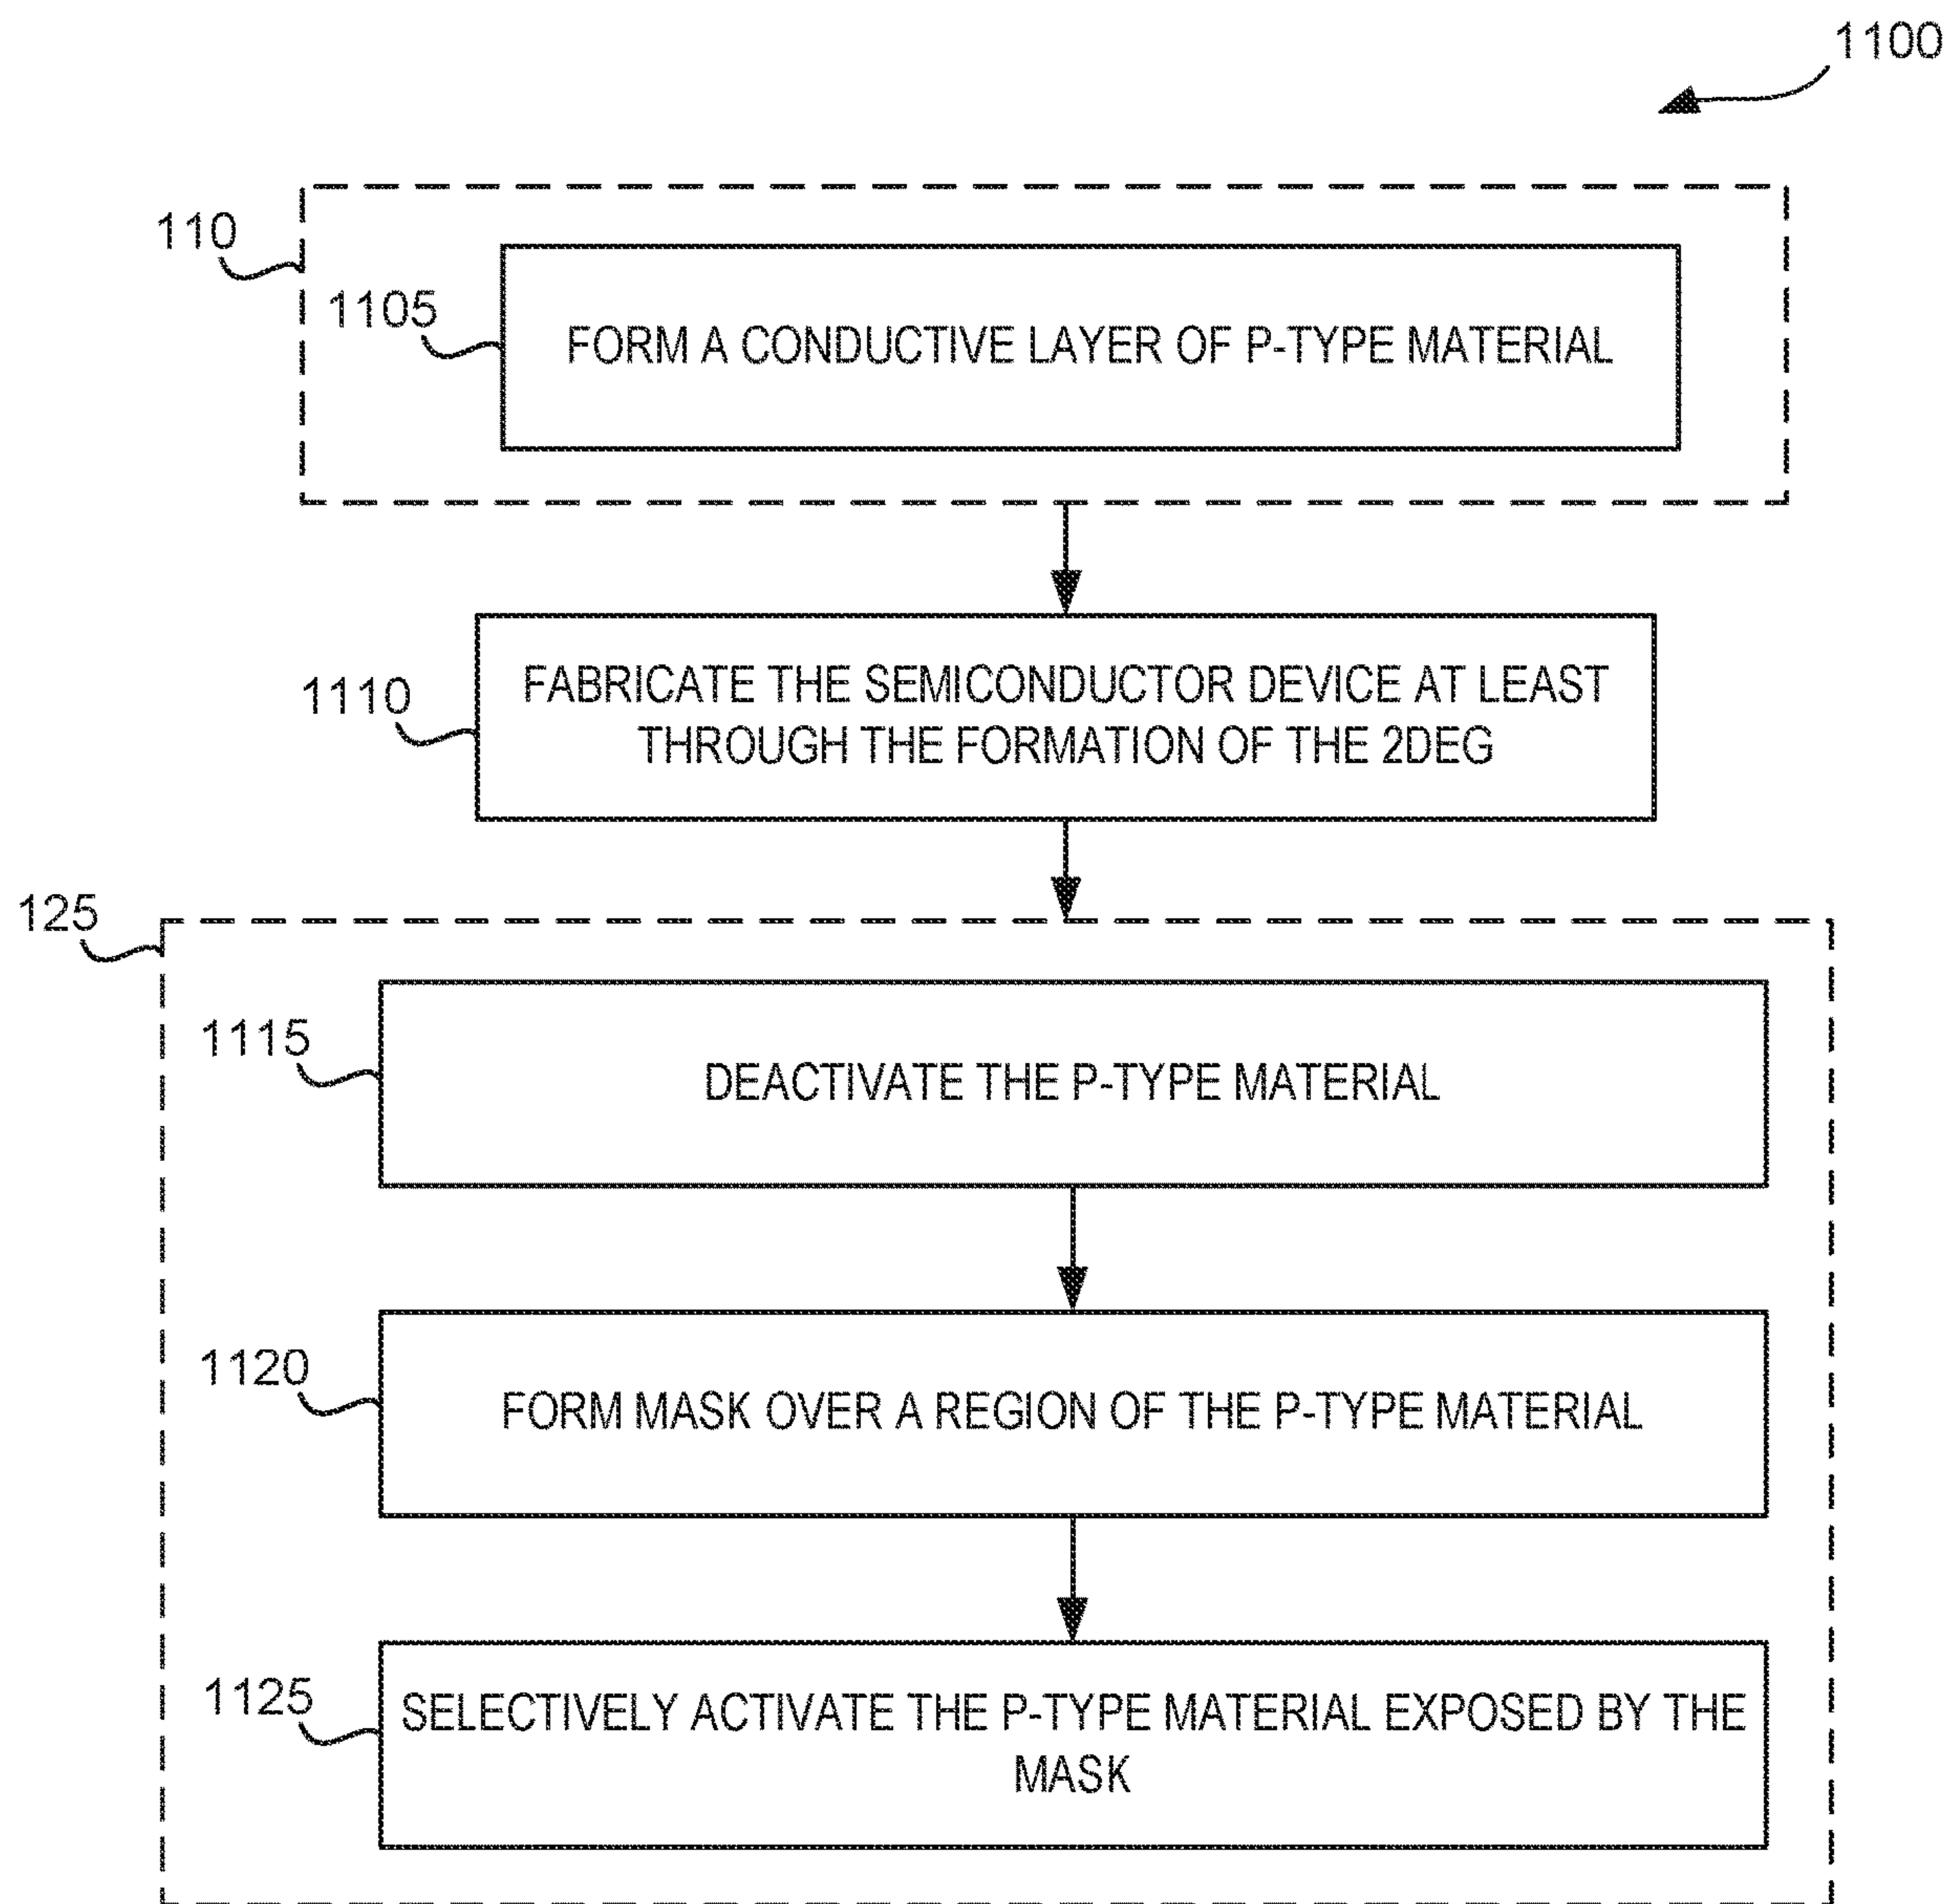 1100
110
1105
FORM A CONDUCTIVE LAYER OF P-TYPE MATERIAL
1110
FABRICATE THE SEMICONDUCTOR DEVICE AT LEAST
THROUGH THE FORMATION OF THE 2DEG
125
1115
DEACTIVATE THE P-TYPE MATERIAL
1120
FORM MASK OVER A REGION OF THE P-TYPE MATERIAL
1125
SELECTIVELY ACTIVATE THE P-TYPE MATERIAL EXPOSED BY THE
MASK